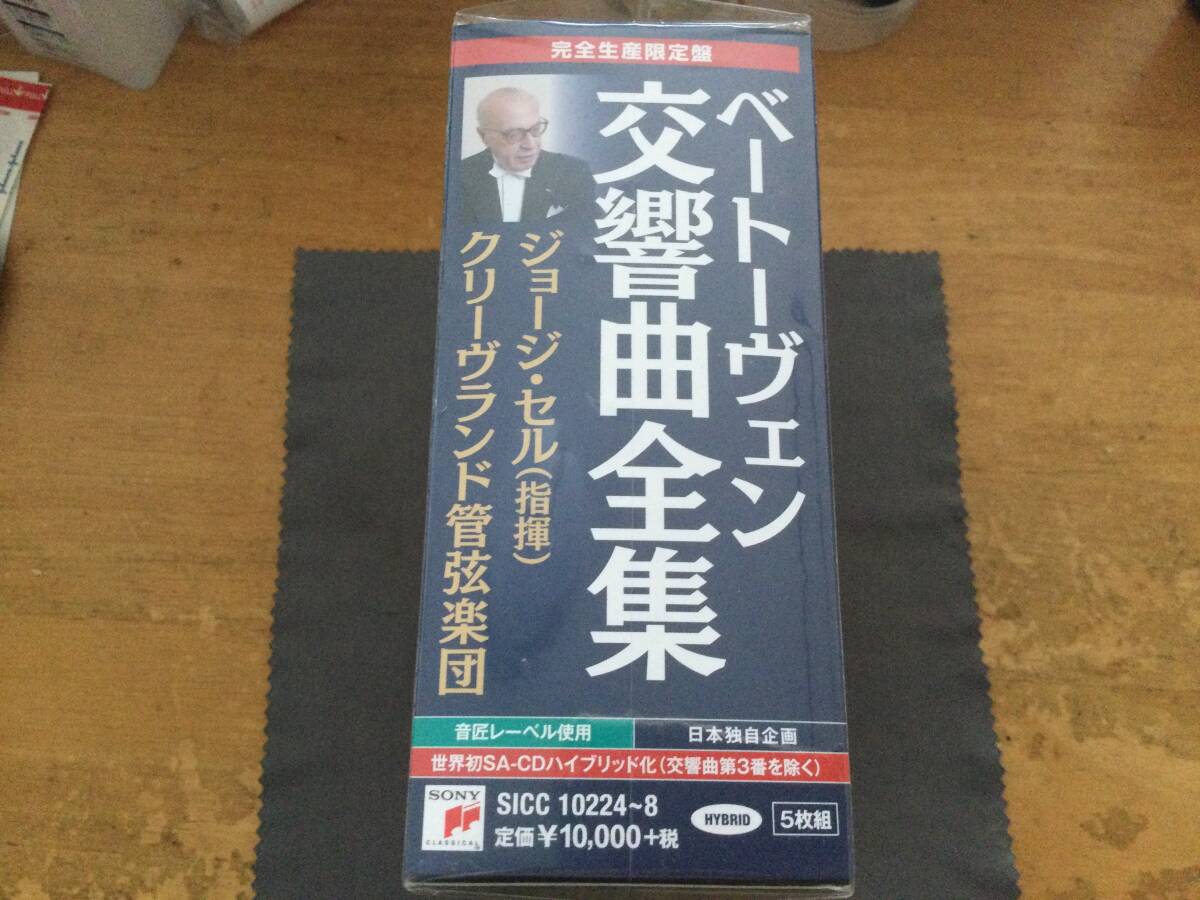 完全生産限定盤
ベートーヴェン
交響曲全集
ジョージ・セル(指揮)
クリーヴランド管弦楽団
音匠レーベル使用
日本独自企画
世界初SA-CDハイブリッド化(交響曲第3番を除く)
SONY
CLASSICAL
SICC 10224~8
定価¥10,000+税
HYBRID
5枚組